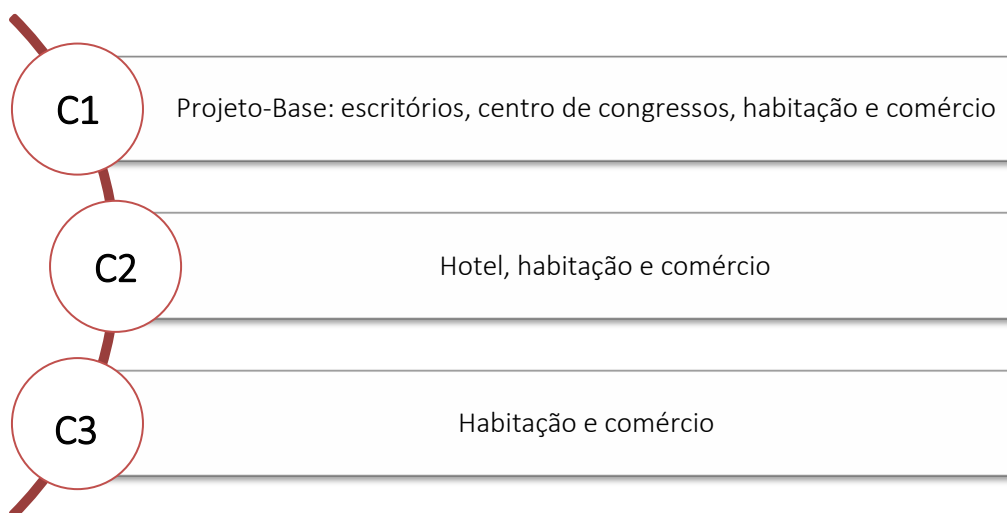 C1
Projeto-Base: escritórios, centro de congressos, habitação e comércio
C2
Hotel, habitação e comércio
C3
Habitação e comércio